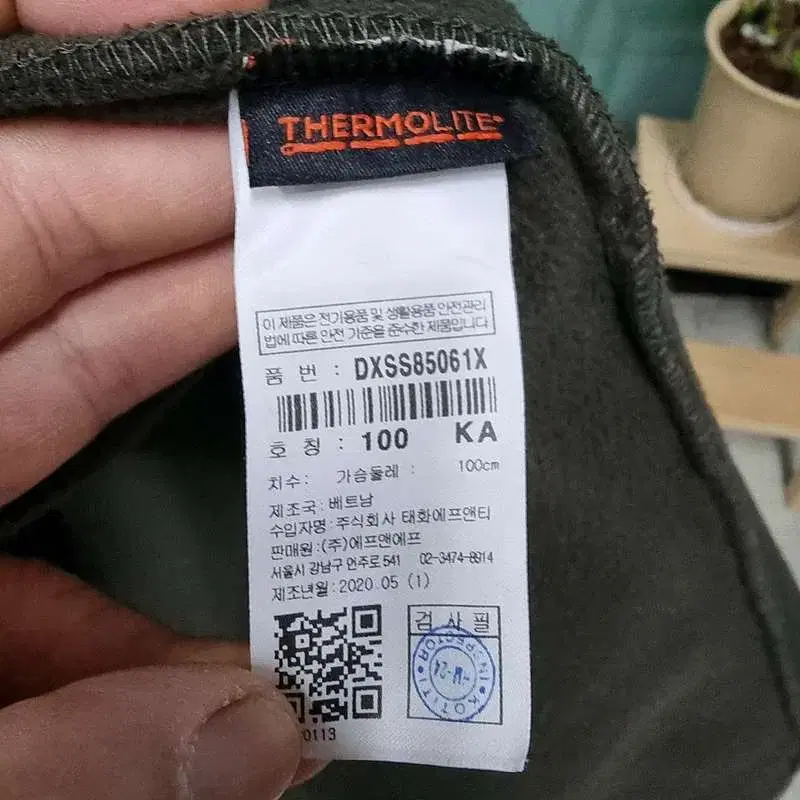 THERMOLITE®
이 제품은 전기용품 및 생활용품 안전관리
법에 따른 안전 기준을 준수한 제품입니다
품 번 : DXSS85061X
호 칭 : 100 KA
치수: 가슴둘레 : 100cm
제조국:베트남
수입자명:주식회사 태화에프앤티
판매원:(주)에프앤에프
서울시 강남구 언주로 541 02-3474-8914
제조년월:2020.05 (1)
검 사 필
INSPECTOR
KOTITI
0113